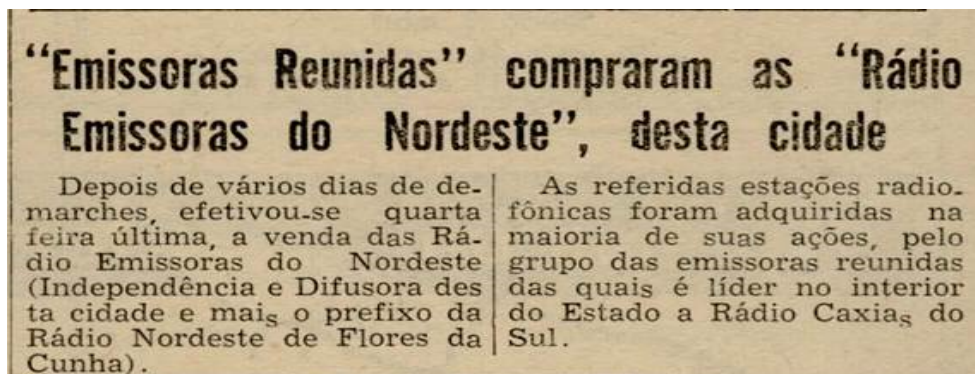 "Emissoras Reunidas" compraram as "Rádio
Emissoras do Nordeste", desta cidade
Depois de vários dias de de-
marches, efetivou-se quarta
feira última, a venda das Rá-
dio Emissoras do Nordeste
(Independência e Difusora des
ta cidade e mais o prefixo da
Rádio Nordeste de Flores da
Cunha).
As referidas estações radio-
fônicas foram adquiridas na
maioria de suas ações, pelo
grupo das emissoras reunidas
das quais é líder no interior
do Estado a Rádio Caxias do
Sul.